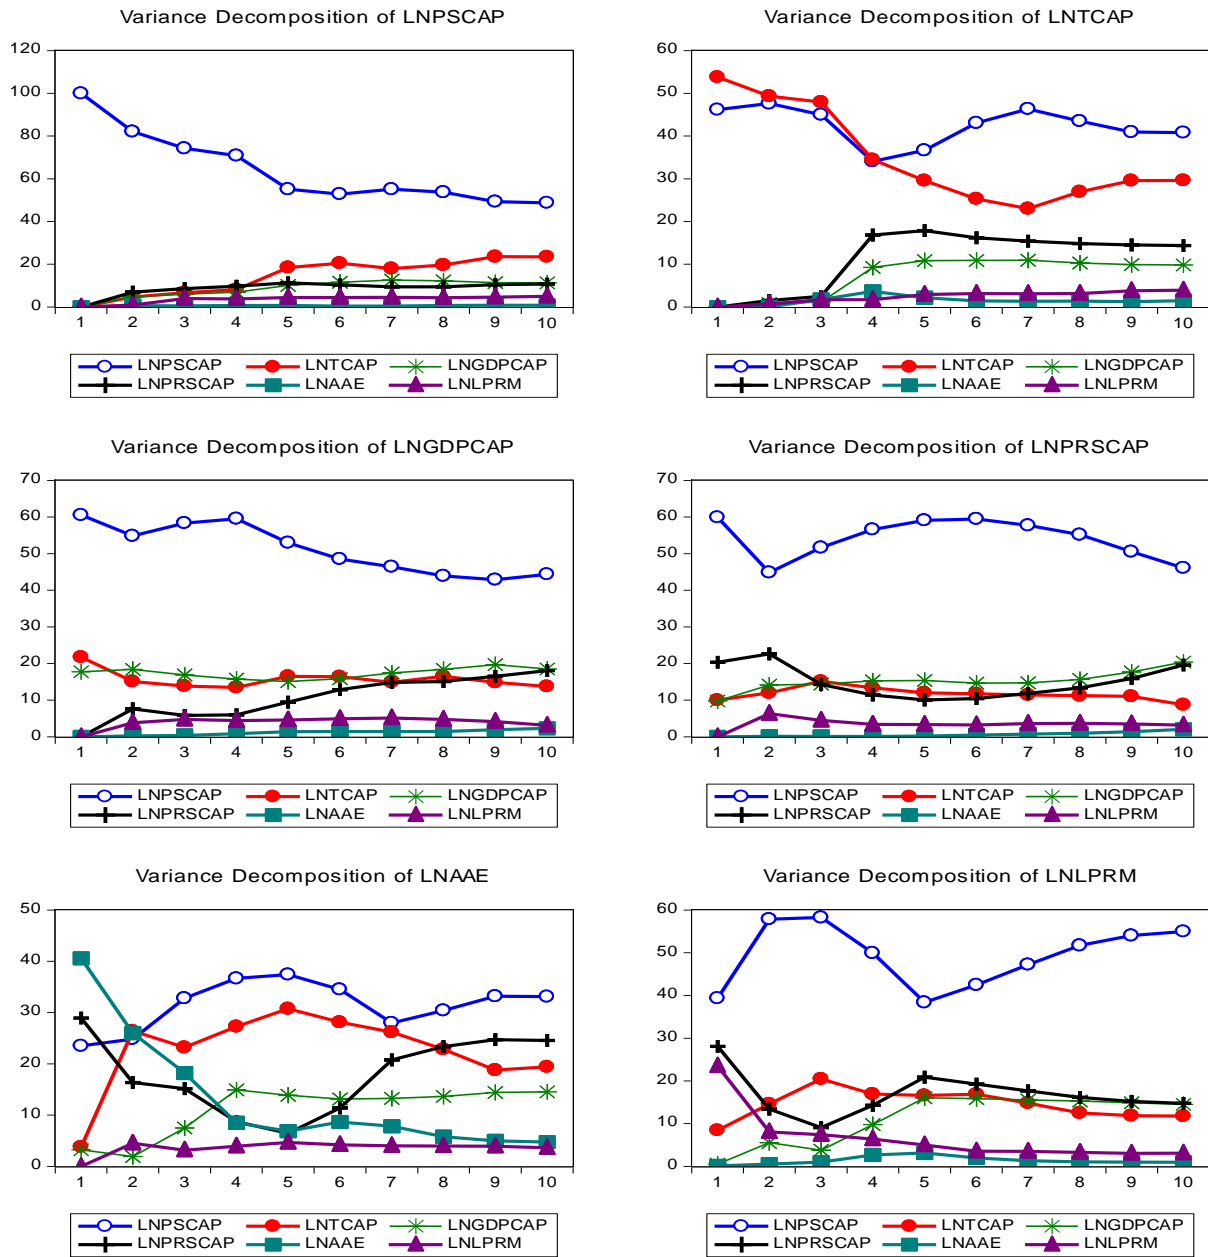 Variance Decomposition of LNPSCAP
120
100
80
60
40
20
0
1 2 3 4 5 6 7 8 9 10
LNPSCAP LNTCAP LNGDPCAP
LNPRSCAP LNAAE LNLPRM
Variance Decomposition of LNTCAP
60
50
40
30
20
10
0
1 2 3 4 5 6 7 8 9 10
LNPSCAP LNTCAP LNGDPCAP
LNPRSCAP LNAAE LNLPRM
Variance Decomposition of LNGDPCAP
70
60
50
40
30
20
10
0
1 2 3 4 5 6 7 8 9 10
LNPSCAP LNTCAP LNGDPCAP
LNPRSCAP LNAAE LNLPRM
Variance Decomposition of LNPRSCAP
70
60
50
40
30
20
10
0
1 2 3 4 5 6 7 8 9 10
LNPSCAP LNTCAP LNGDPCAP
LNPRSCAP LNAAE LNLPRM
Variance Decomposition of LNAAE
50
40
30
20
10
0
1 2 3 4 5 6 7 8 9 10
LNPSCAP LNTCAP LNGDPCAP
LNPRSCAP LNAAE LNLPRM
Variance Decomposition of LNLPRM
60
50
40
30
20
10
0
1 2 3 4 5 6 7 8 9 10
LNPSCAP LNTCAP LNGDPCAP
LNPRSCAP LNAAE LNLPRM